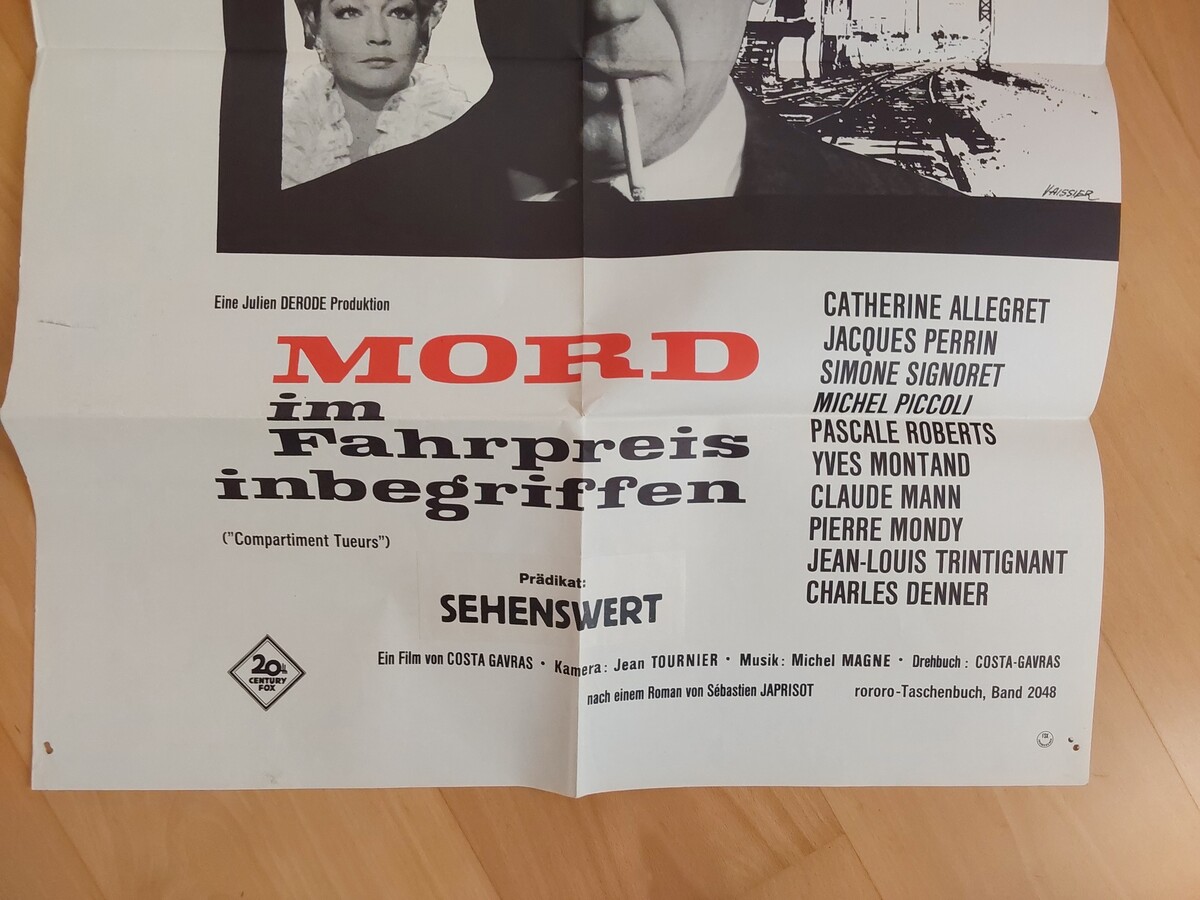 VAISSIER
Eine Julien DERODE Produktion
MORD
im
Fahrpreis
inbegriffen
("Compartiment Tueurs")
CATHERINE ALLEGRET
JACQUES PERRIN
SIMONE SIGNORET
MICHEL PICCOLI
PASCALE ROBERTS
YVES MONTAND
CLAUDE MANN
PIERRE MONDY
JEAN-LOUIS TRINTIGNANT
CHARLES DENNER
Prädikat:
SEHENSWERT
20th
CENTURY
FOX
Ein Film von COSTA GAVRAS · Kamera: Jean TOURNIER · Musik: Michel MAGNE · Drehbuch: COSTA-GAVRAS
nach einem Roman von Sébastien JAPRISOT rororo-Taschenbuch, Band 2048